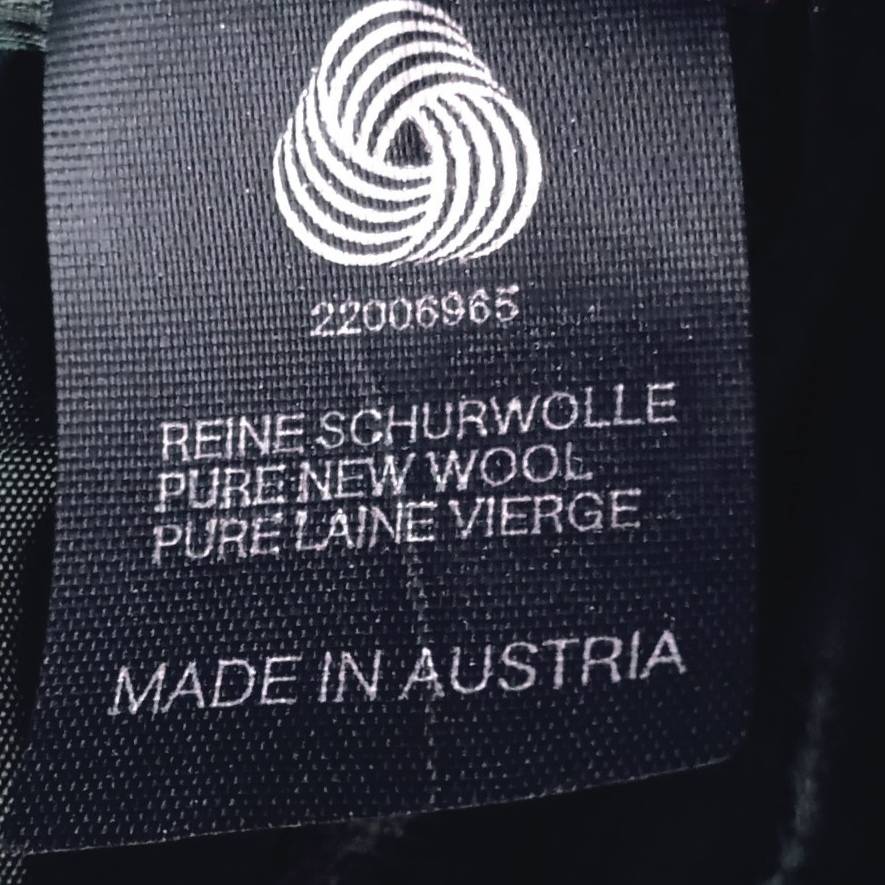 22006965
REINE SCHURWOLLE
PURE NEW WOOL
PURE LAINE VIERGE
MADE IN AUSTRIA